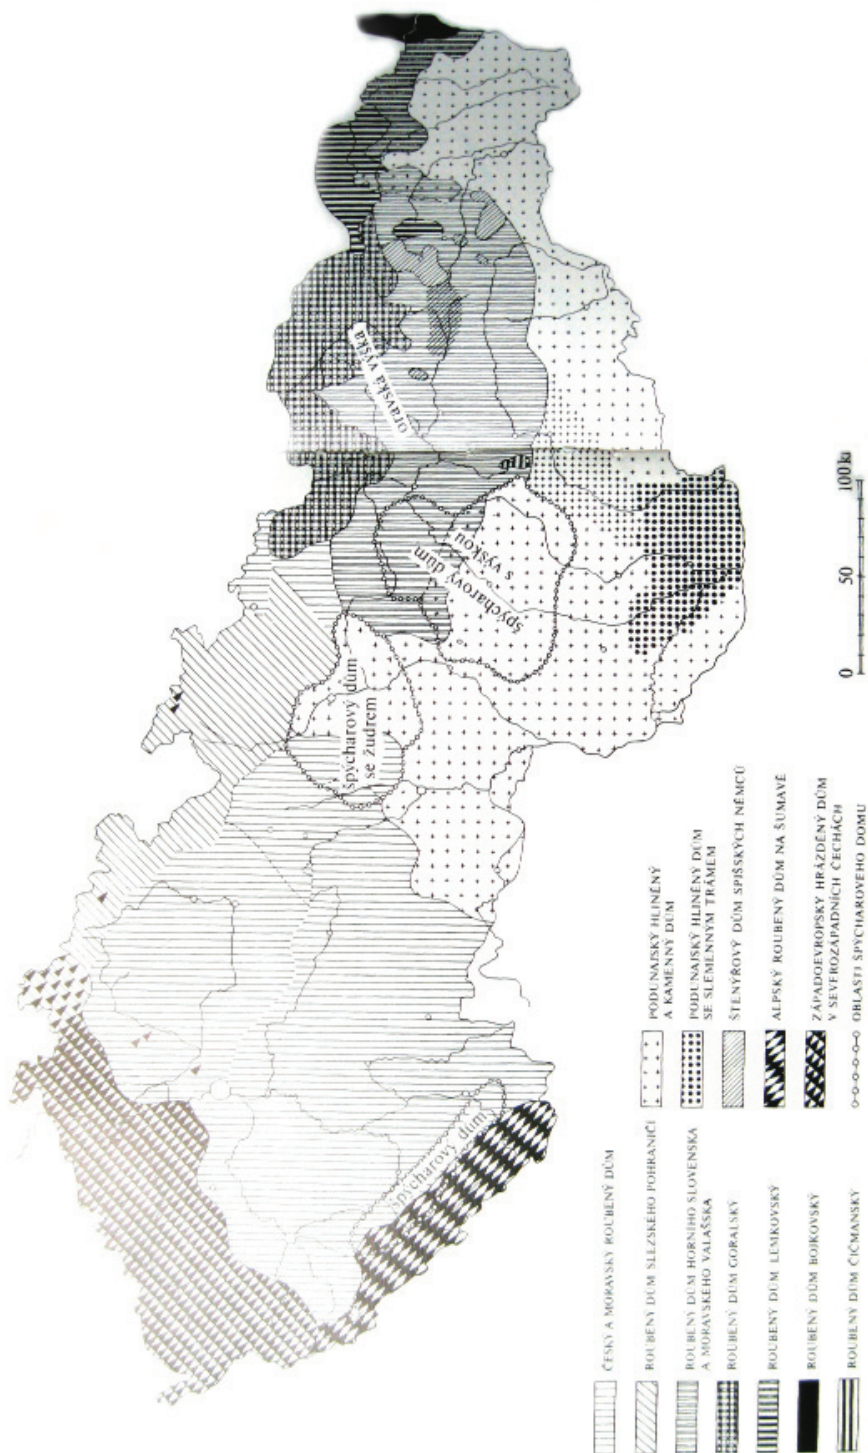 oravská výška
špýcharový dům
s výškou
špýcharový dům
se žudrem
špýcharový dům
0
50
100
ČESKÝ A MORAVSKÝ ROUBENÝ DŮM
ROUBENÝ DŮM SLEZSKÉHO POHRANIČÍ
ROUBENÝ DŮM HORNÍHO SLOVENSKA
A MORAVSKÉHO VALAŠSKA
ROUBENÝ DŮM GORALSKÝ
ROUBENÝ DŮM LEMKOVSKÝ
ROUBENÝ DŮM BOJKOVSKÝ
ROUBENÝ DŮM ČIČMANSKÝ
PODUNAJSKÝ HLINĚNÝ
A KAMENNÝ DŮM
PODUNAJSKÝ HLINĚNÝ DŮM
SE SLEMENNÝM TRÁMEM
ŠTENÝŘOVÝ DŮM SPIŠSKÝCH NĚMCŮ
ALPSKÝ ROUBENÝ DŮM NA ŠUMAVĚ
ZÁPADOEVROPSKÝ HRÁZDĚNÝ DŮM
V SEVEROZÁPADNÍCH ČECHÁCH
OBLASTI ŠPÝCHAROVÉHO DOMU